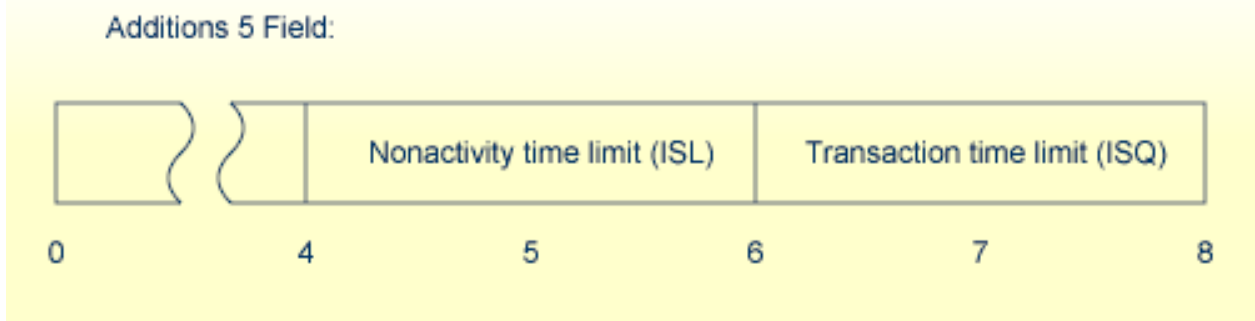 Additions 5 Field:
Nonactivity time limit (ISL) Transaction time limit (ISQ)
0 4 5 6 7 8